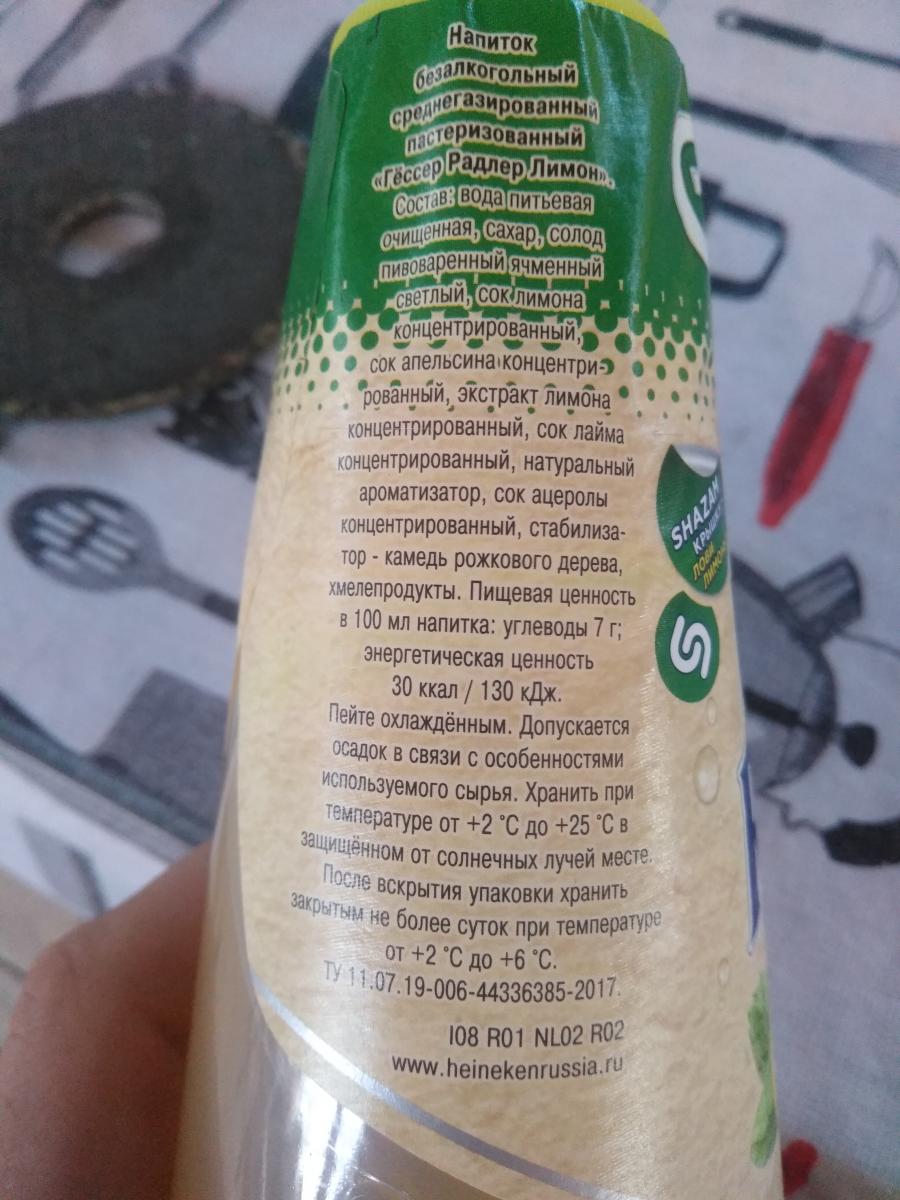 Напиток
безалкогольный
среднегазированный
пастеризованный
«Гёссер Радлер Лимон».
Состав: вода питьевая
очищенная, сахар, солод
пивоваренный ячменный
светлый, сок лимона
концентрированный,
сок апельсина концентри-
рованный, экстракт лимона
концентрированный, сок лайма
концентрированный, натуральный
ароматизатор, сок ацеролы
концентрированный, стабилиза-
тор - камедь рожкового дерева,
хмелепродукты. Пищевая ценность
в 100 мл напитка: углеводы 7 г;
энергетическая ценность
30 ккал / 130 кДж.
Пейте охлаждённым. Допускается
осадок в связи с особенностями
используемого сырья. Хранить при
температуре от +2 °С до +25 °С в
защищённом от солнечных лучей месте.
После вскрытия упаковки хранить
закрытым не более суток при температуре
от +2 °С до +6 °С.
ТУ 11.07.19-006-44336385-2017.
I08 R01 NL02 R02
www.heinekenrussia.ru
SHAZAM
ЛОВИ